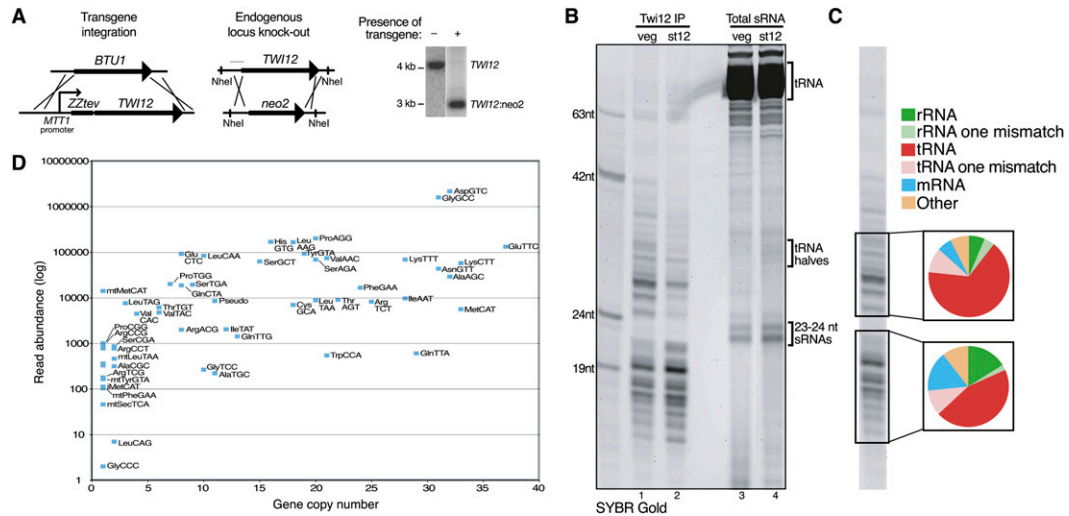 A
Transgene
integration
Endogenous
locus knock-out
Presence of
transgene: – +
BTU1
ZZtev TWI12
MTT1
promoter
TWI12
NheI NheI
neo2
NheI NheI
4 kb
3 kb
TWI12
TWI12:neo2
B
Twi12 IP Total sRNA
veg st12 veg st12
63nt
42nt
24nt
19nt
tRNA
tRNA
halves
23-24 nt
sRNAs
1 2 3 4
SYBR Gold
C
rRNA
rRNA one mismatch
tRNA
tRNA one mismatch
mRNA
Other
D
Read abundance (log)
10000000
1000000
100000
10000
1000
100
10
1
0 5 10 15 20 25 30 35 40
Gene copy number
AspGTC
GlyGCC
GluTTC
His
GTG
Leu
AAG
ProAGG
TyrGTA
ValAAC
SerAGA
Glu
CTC
LeuCAA
SerGCT
LysTTT
LysCTT
AsnGTT
AlaAGC
ProTGG
SerTGA
GlnCTA
PheGAA
mtMetCAT
LeuTAG
Val
CAC
ThrTGT
ValTAC
Pseudo
Cys
GCA
Leu
TAA
Thr
AGT
Arg
TCT
IleAAT
MetCAT
ProCGG
ArgCCG
SerCGA
ArgCCT
mtLeuTAA
AlaCGC
ArgTCG
mtTyrGTA
iMetCAT
mtPheGAA
mtSecTCA
ArgACG
IleTAT
GlnTTG
GlyTCC
AlaTGC
TrpCCA
GlnTTA
LeuCAG
GlyCCC